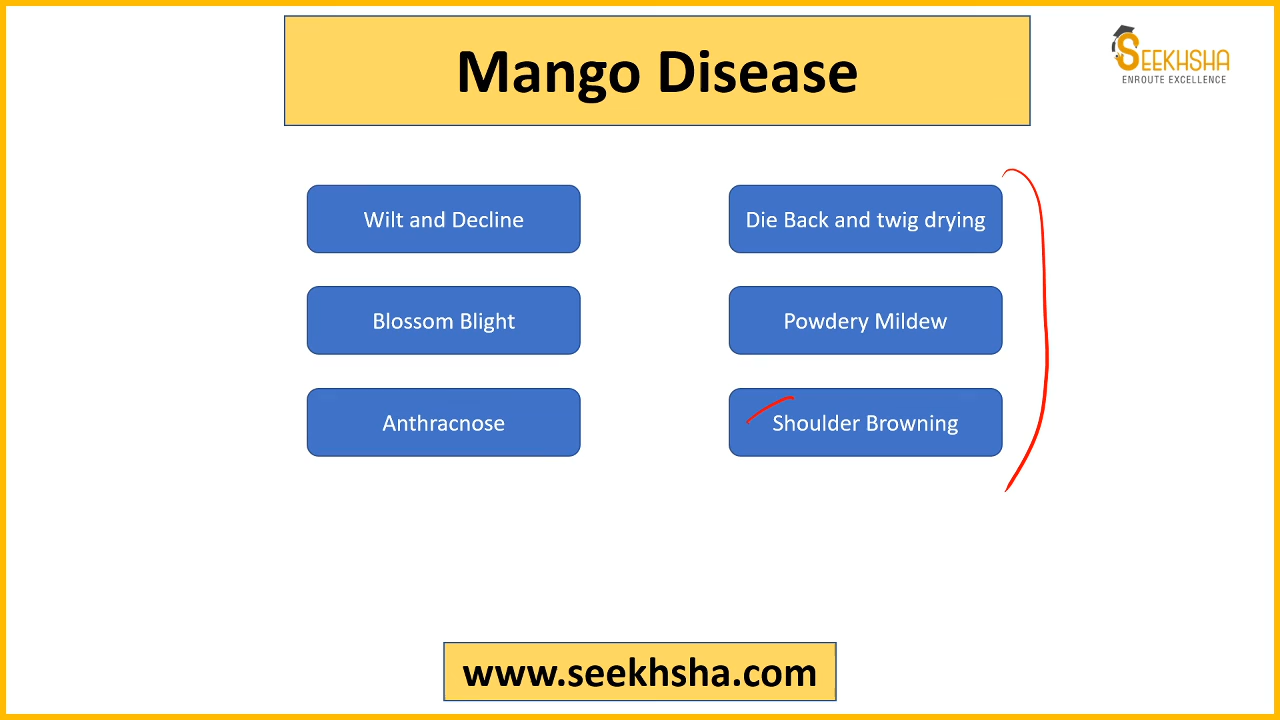 Mango Disease
SEEKHSHA
ENROUTE EXCELLENCE
Wilt and Decline
Die Back and twig drying
Blossom Blight
Powdery Mildew
Anthracnose
Shoulder Browning
www.seekhsha.com